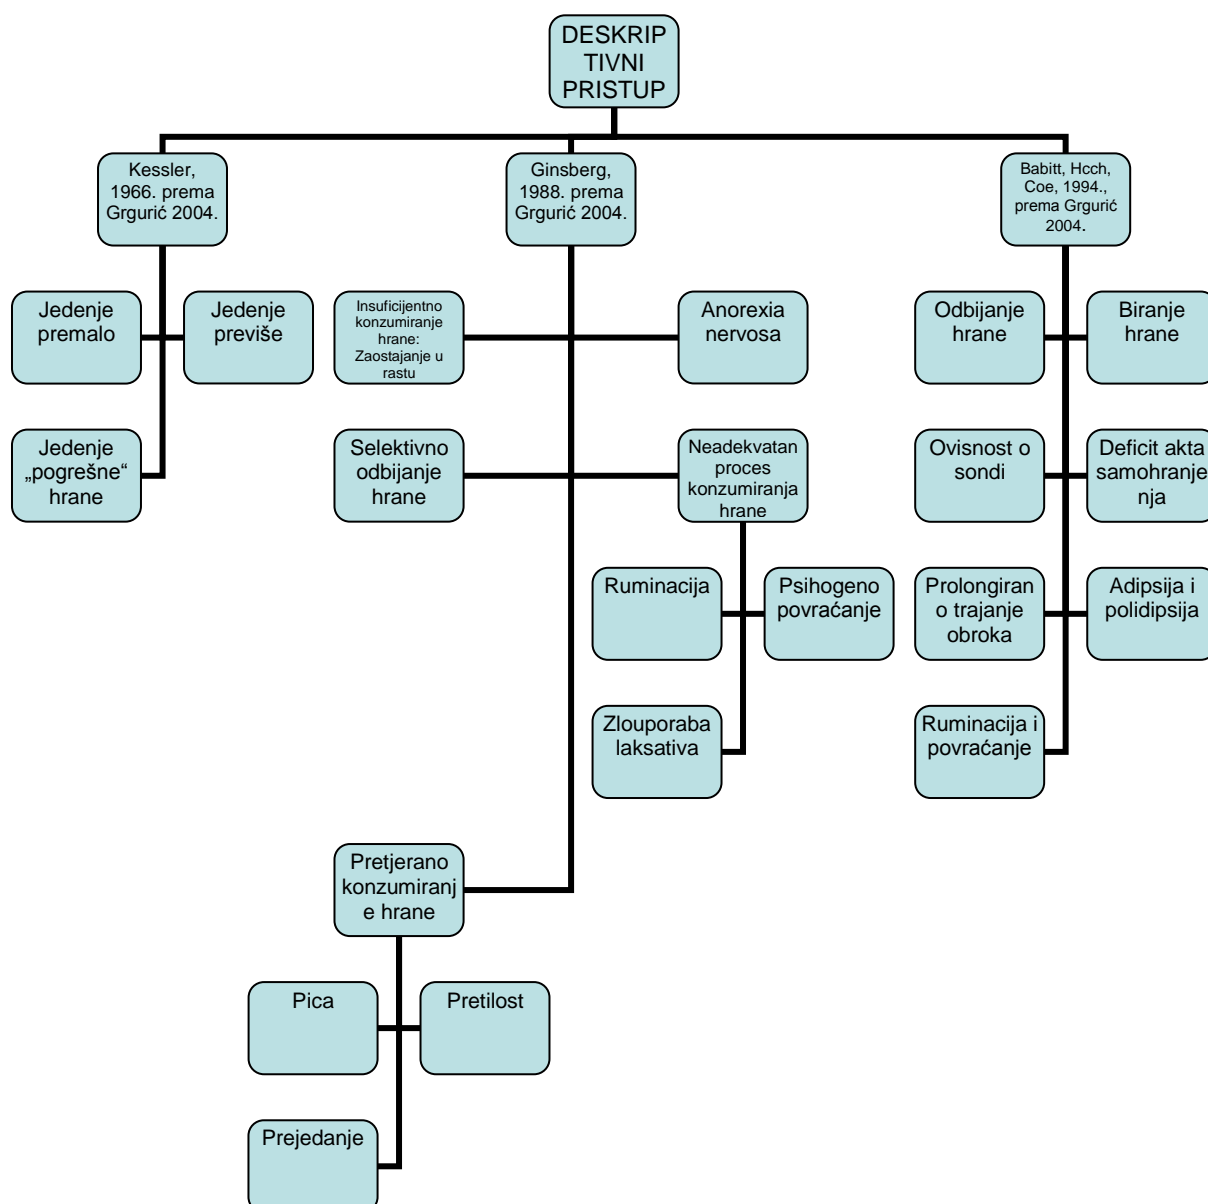 DESKRIP
TIVNI
PRISTUP
Kessler,
1966. prema
Grgurić 2004.
Ginsberg,
1988. prema
Grgurić 2004.
Babitt, Hcch,
Coe, 1994.,
prema Grgurić
2004.
Jedenje
premalo
Jedenje
previše
Insuficijentno
konzumiranje
hrane:
Zaostajanje u
rastu
Anorexia
nervosa
Odbijanje
hrane
Biranje
hrane
Jedenje
„pogrešne“
hrane
Selektivno
odbijanje
hrane
Neadekvatan
proces
konzumiranja
hrane
Ovisnost o
sondi
Deficit akta
samohranje
nja
Ruminacija
Psihogeno
povraćanje
Prolongiran
o trajanje
obroka
Adipsija i
polidipsija
Zlouporaba
laksativa
Ruminacija i
povraćanje
Pretjerano
konzumiranj
e hrane
Pica
Pretilost
Prejedanje